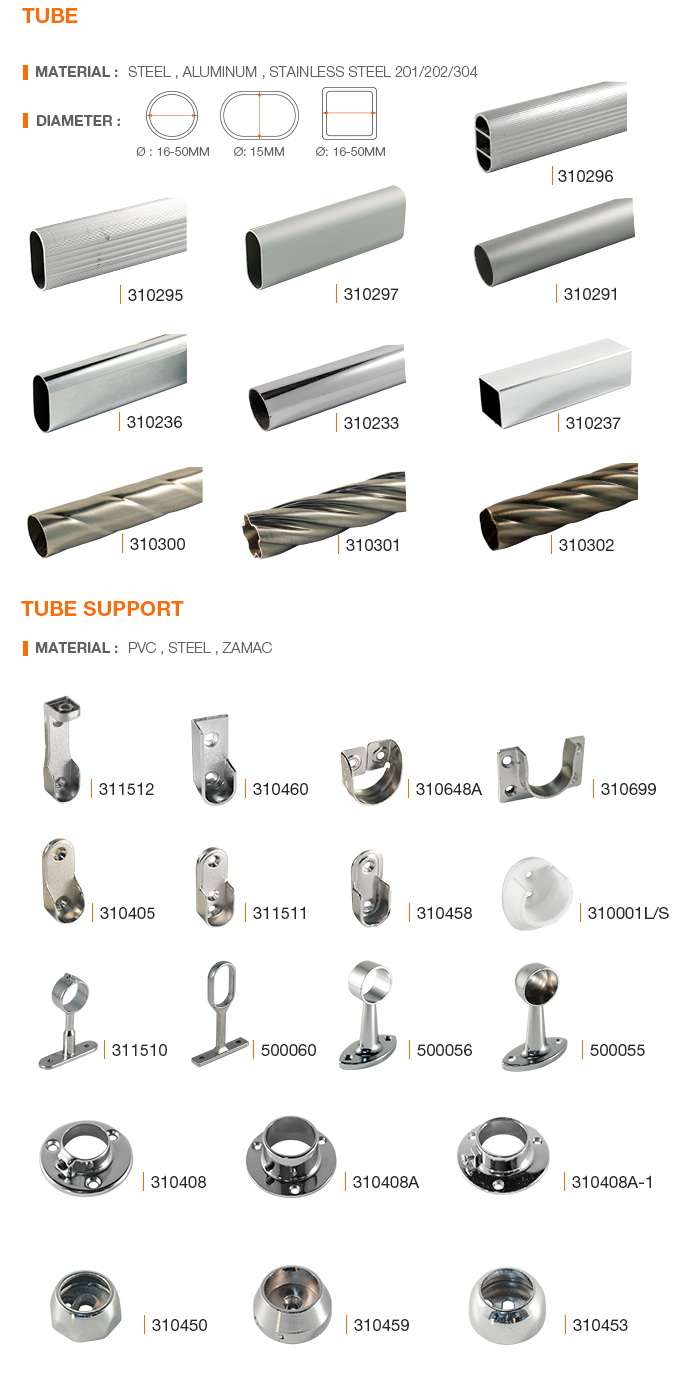 TUBE
MATERIAL : STEEL , ALUMINUM , STAINLESS STEEL 201/202/304
DIAMETER :
Ø : 16-50MM Ø: 15MM Ø: 16-50MM
310296
310295 310297 310291
310236 310233 310237
310300 310301 310302
TUBE SUPPORT
MATERIAL : PVC , STEEL , ZAMAC
311512 310460 310648A 310699
310405 311511 310458 310001L/S
311510 500060 500056 500055
310408 310408A 310408A-1
310450 310459 310453